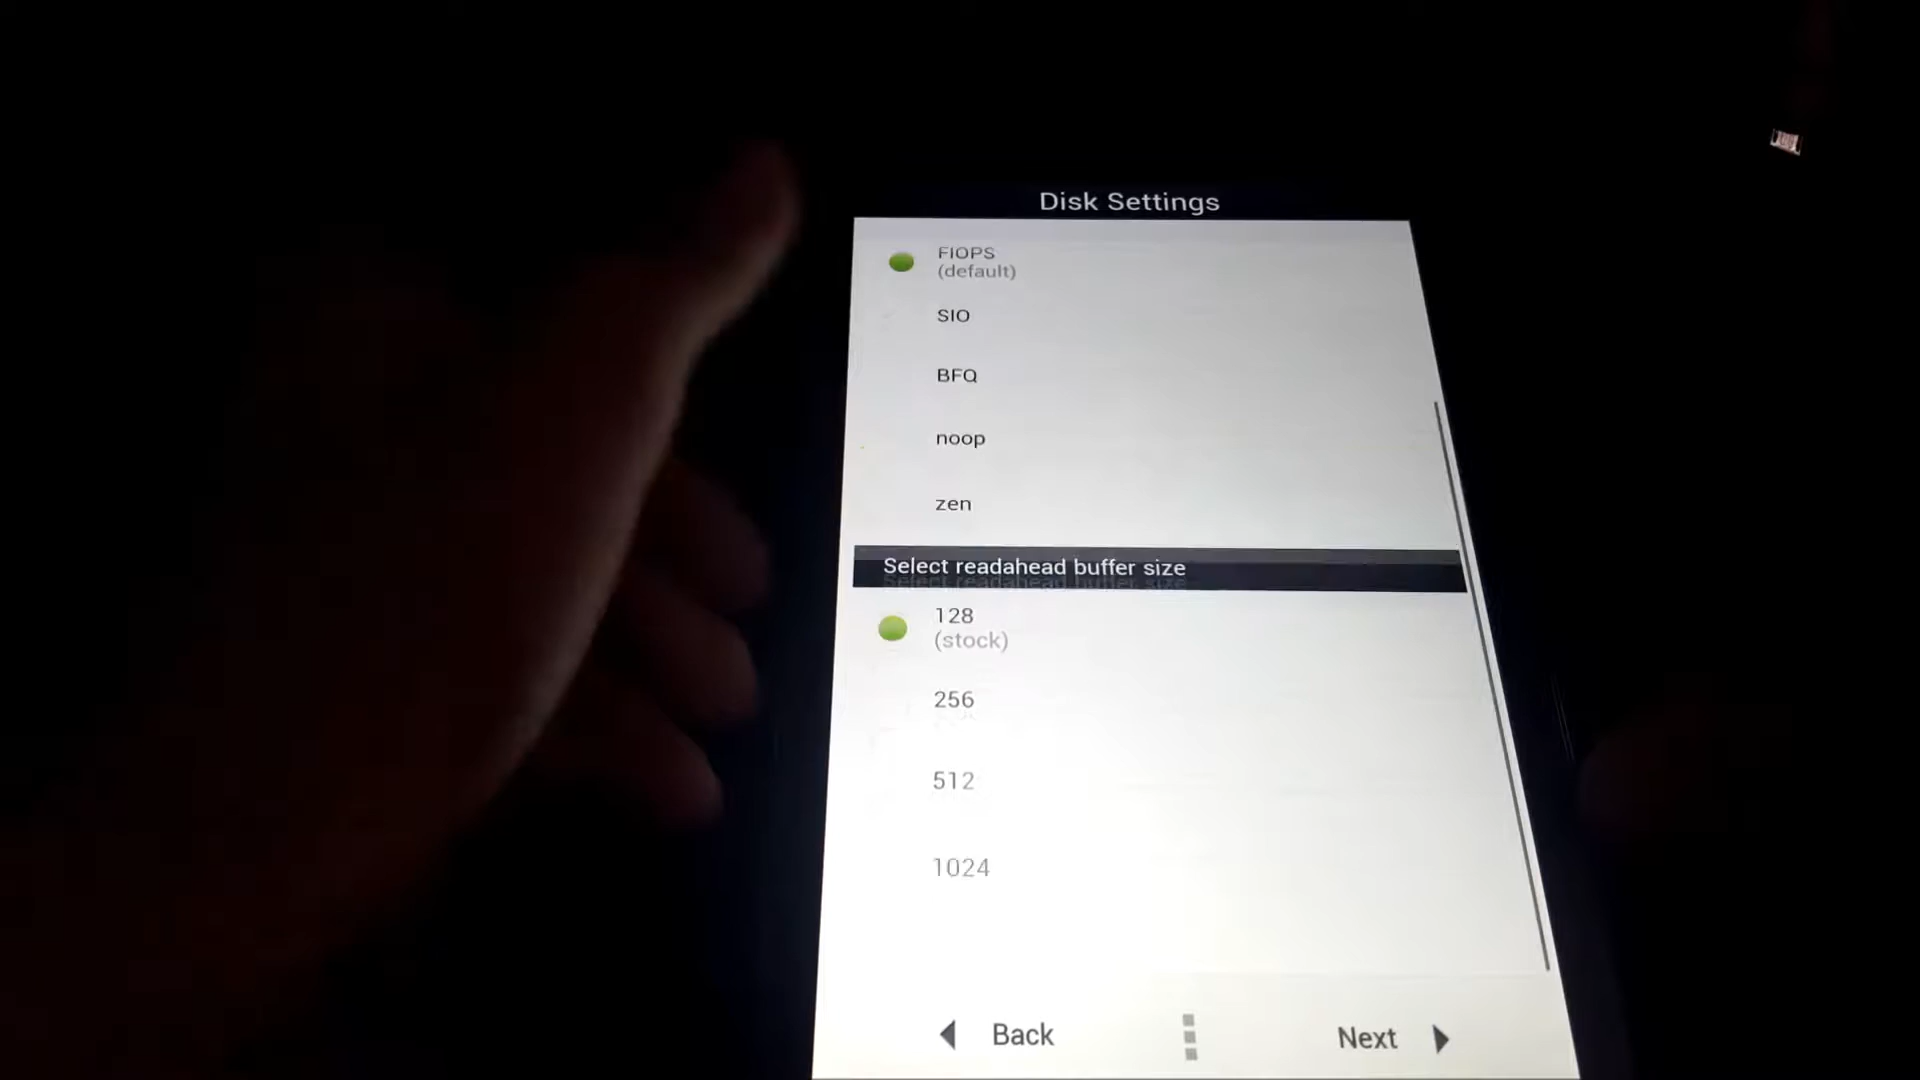 Disk Settings
FIOPS
(default)
SIO
BFQ
noop
zen
Select readahead buffer size
128
(stock)
256
512
1024
Back
Next